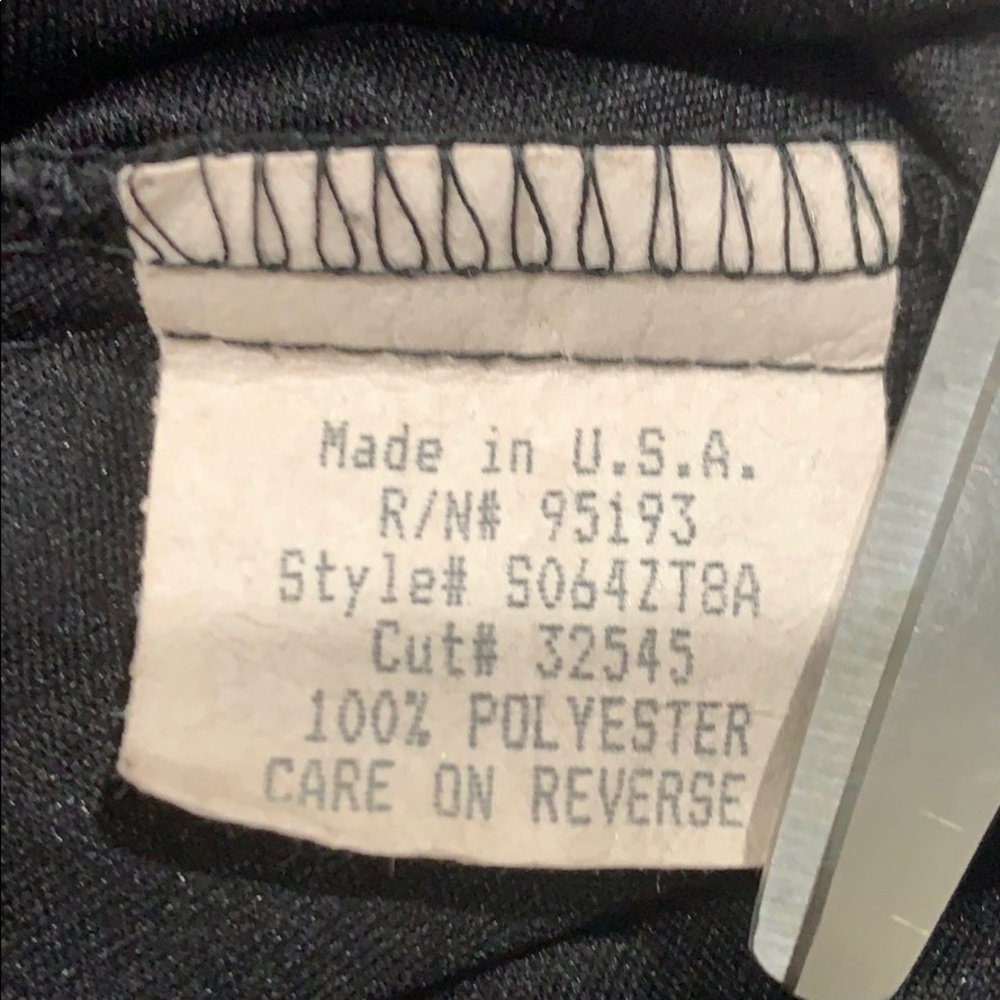 Made in U.S.A.
R/N# 95193
Style# S064ZT8A
Cut# 32545
100% POLYESTER
CARE ON REVERSE